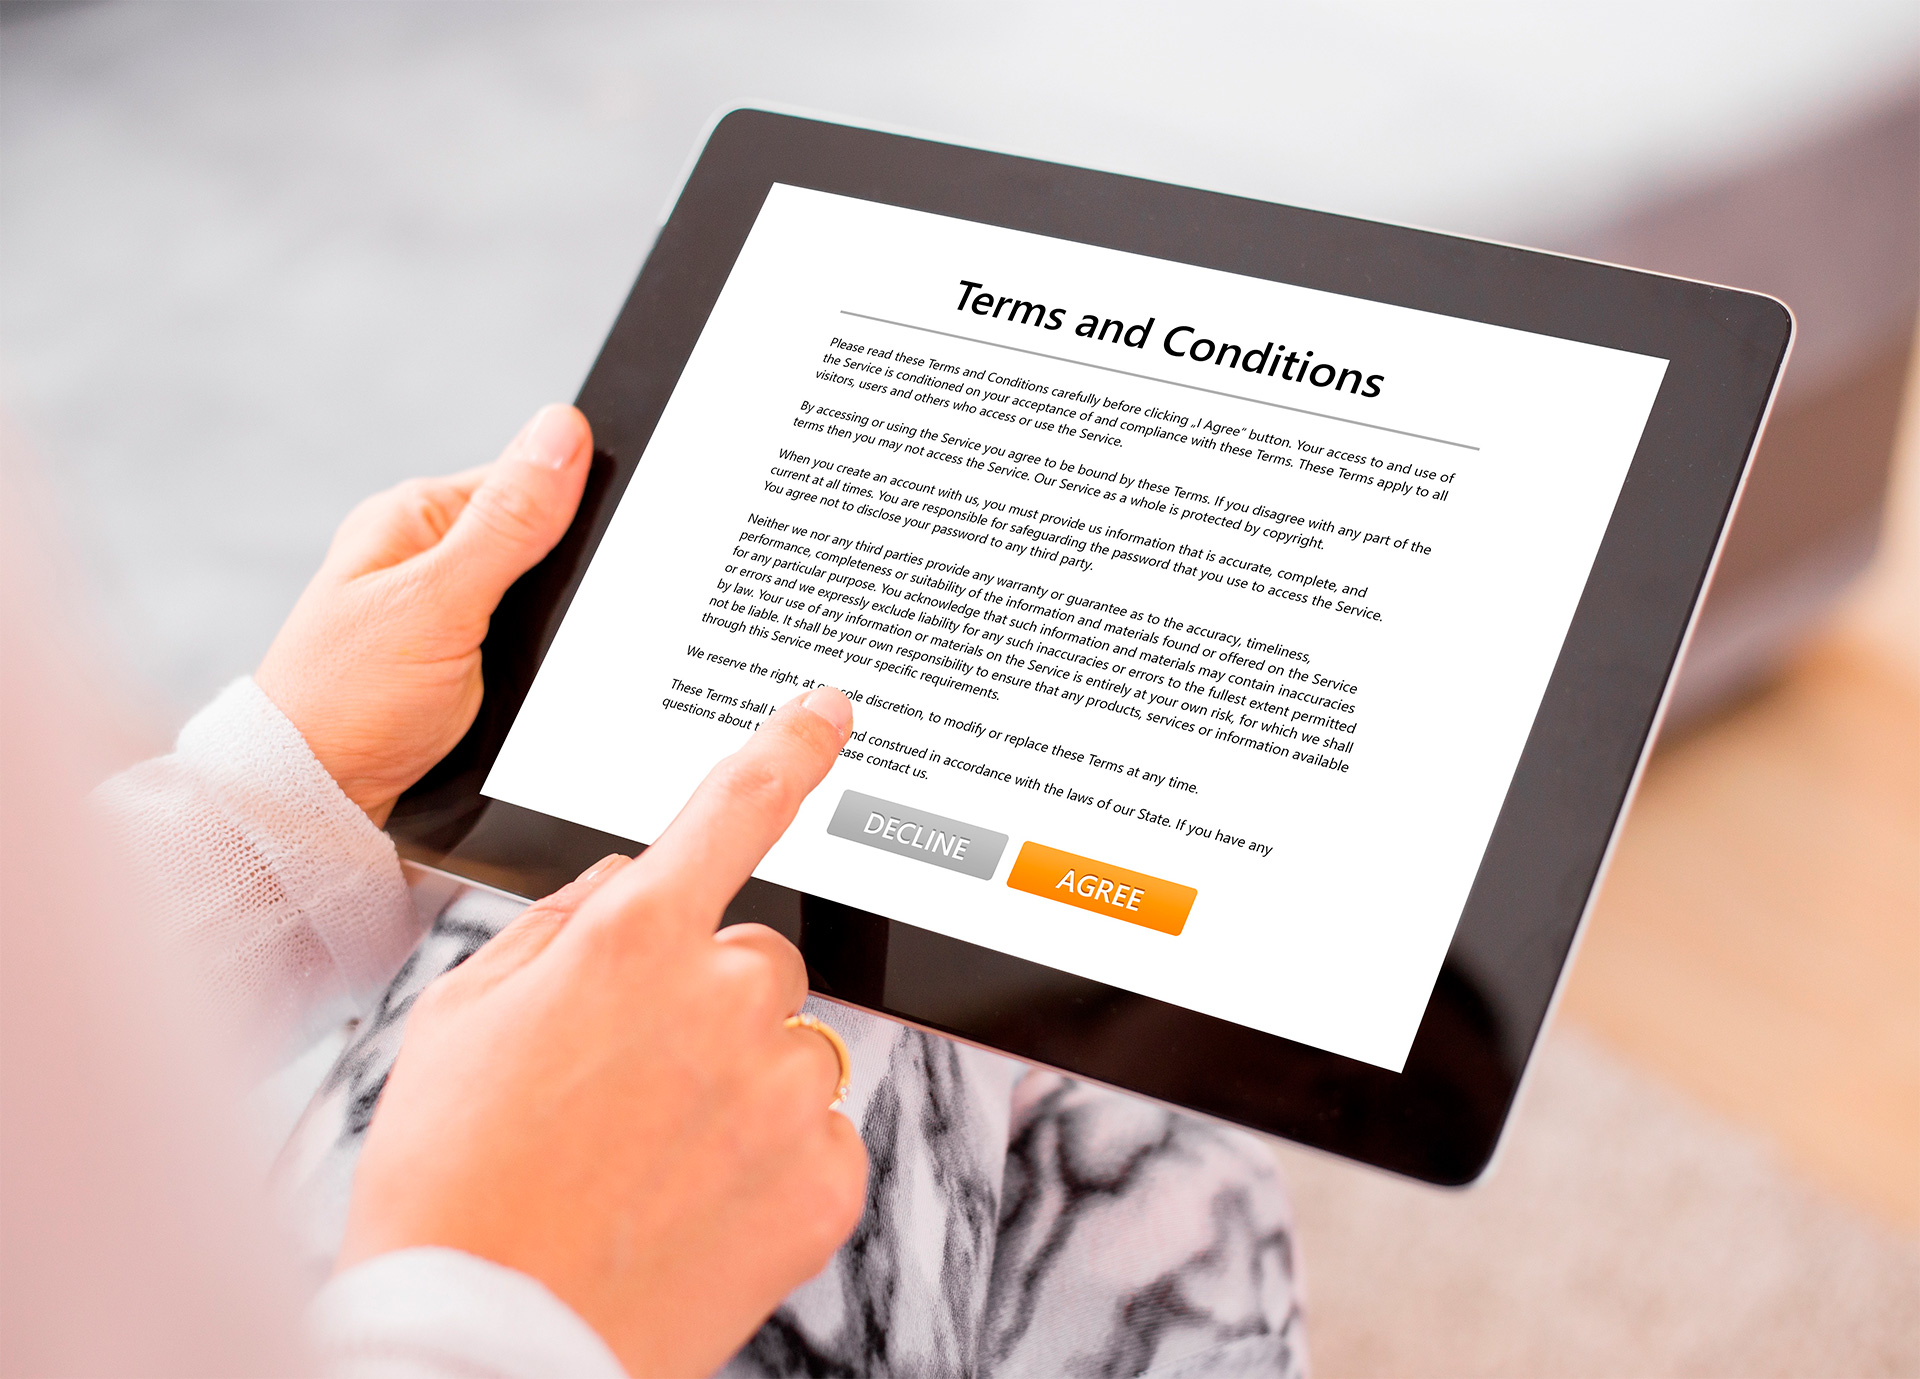 Terms and Conditions
Please read these Terms and Conditions carefully before clicking „I Agree“ button. Your access to and use of
the Service is conditioned on your acceptance of and compliance with these Terms. These Terms apply to all
visitors, users and others who access or use the Service.
By accessing or using the Service you agree to be bound by these Terms. If you disagree with any part of the
terms then you may not access the Service. Our Service as a whole is protected by copyright.
When you create an account with us, you must provide us information that is accurate, complete, and
current at all times. You are responsible for safeguarding the password that you use to access the Service.
You agree not to disclose your password to any third party.
Neither we nor any third parties provide any warranty or guarantee as to the accuracy, timeliness,
performance, completeness or suitability of the information and materials found or offered on the Service
for any particular purpose. You acknowledge that such information and materials may contain inaccuracies
or errors and we expressly exclude liability for any such inaccuracies or errors to the fullest extent permitted
by law. Your use of any information or materials on the Service is entirely at your own risk, for which we shall
not be liable. It shall be your own responsibility to ensure that any products, services or information available
through this Service meet your specific requirements.
We reserve the right, at sole discretion, to modify or replace these Terms at any time.
These Terms shall and construed in accordance with the laws of our State. If you have any
questions about contact us.
DECLINE
AGREE